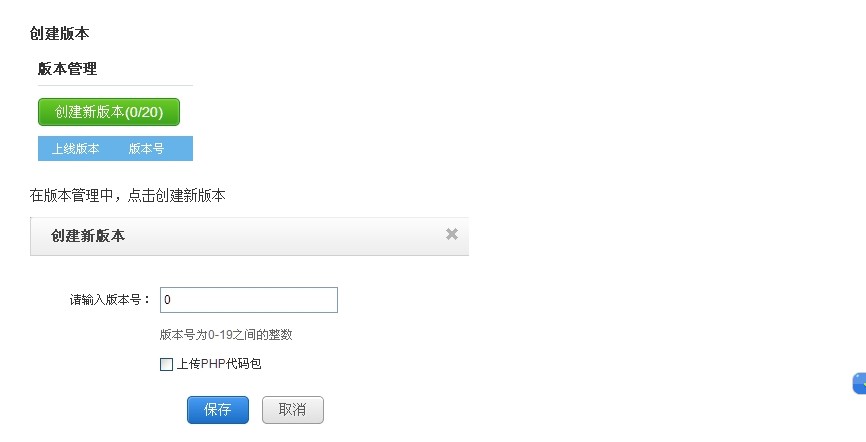 创建版本
版本管理
创建新版本(0/20)
上线版本 版本号
在版本管理中，点击创建新版本
创建新版本
请输入版本号： 0
版本号为0-19之间的整数
上传PHP代码包
保存 取消